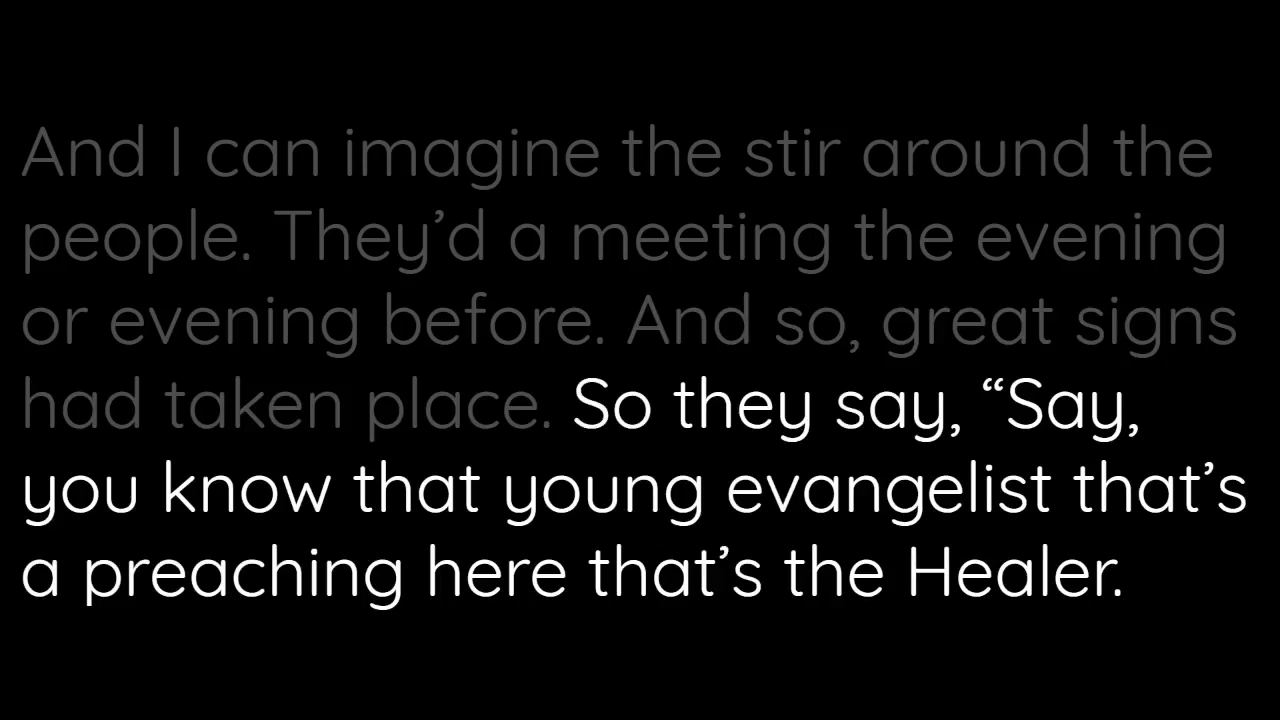 And I can imagine the stir around the
people. They’d a meeting the evening
or evening before. And so, great signs
had taken place. So they say, “Say,
you know that young evangelist that’s
a preaching here that’s the Healer.